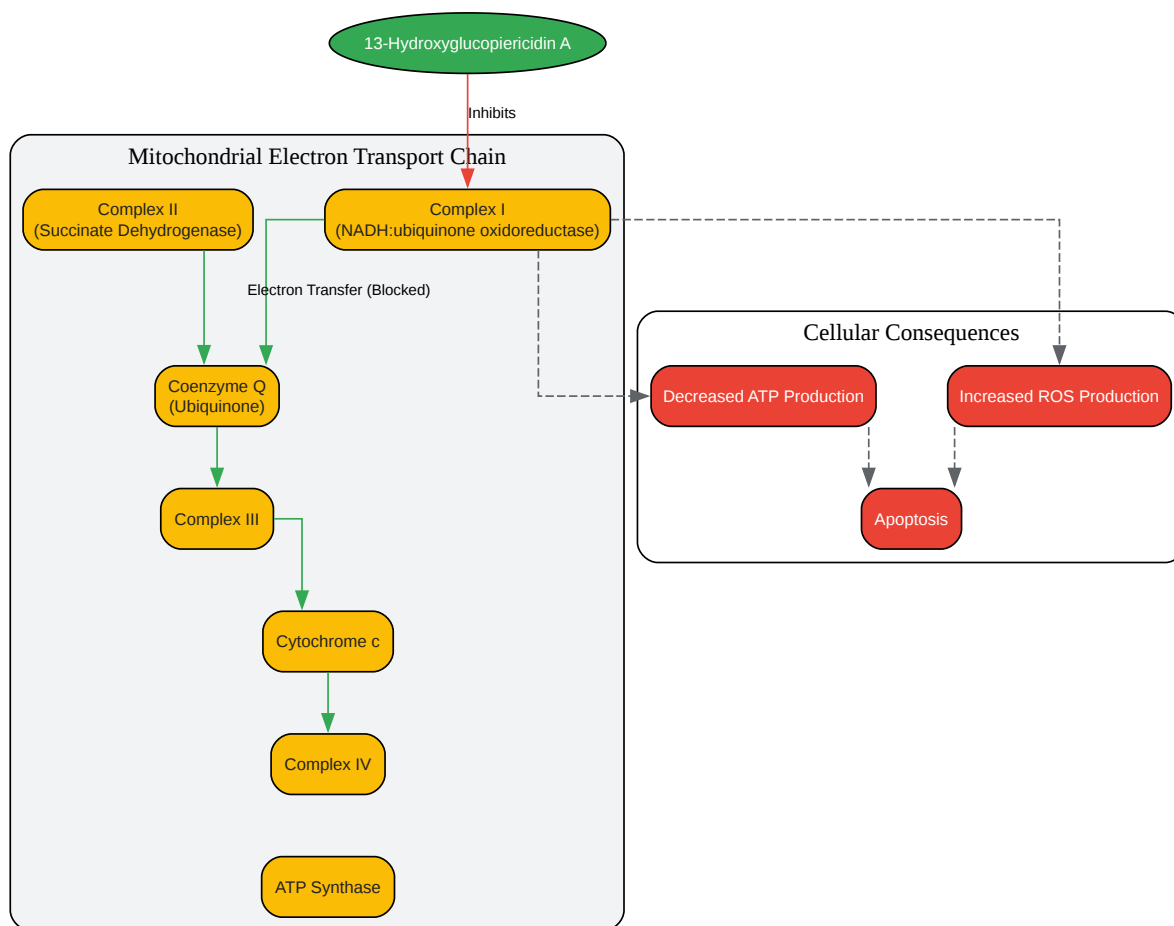 13-Hydroxyglucopiericidin A
Inhibits
Mitochondrial Electron Transport Chain
Complex II
(Succinate Dehydrogenase)
Complex I
(NADH:ubiquinone oxidoreductase)
Electron Transfer (Blocked)
Cellular Consequences
Coenzyme Q
(Ubiquinone)
Decreased ATP Production
Increased ROS Production
Complex III
Apoptosis
Cytochrome c
Complex IV
ATP Synthase